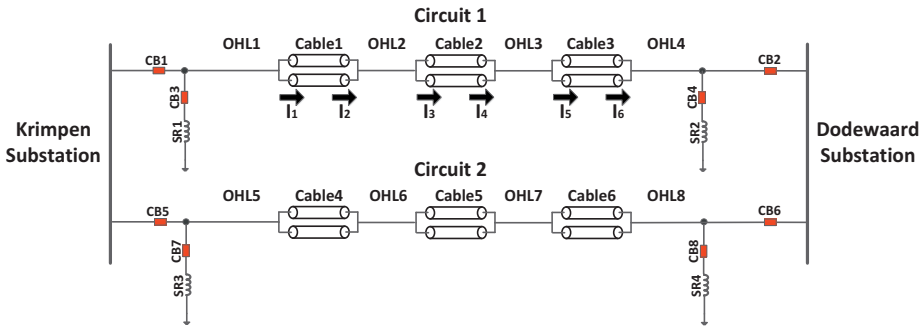 Circuit 1
OHL1 Cable1 OHL2 Cable2 OHL3 Cable3 OHL4
CB1 CB2
CB3 CB4
I1 I2 I3 I4 I5 I6
SR1 SR2
Krimpen
Substation
Dodewaard
Substation
Circuit 2
OHL5 Cable4 OHL6 Cable5 OHL7 Cable6 OHL8
CB5 CB6
CB7 CB8
SR3 SR4